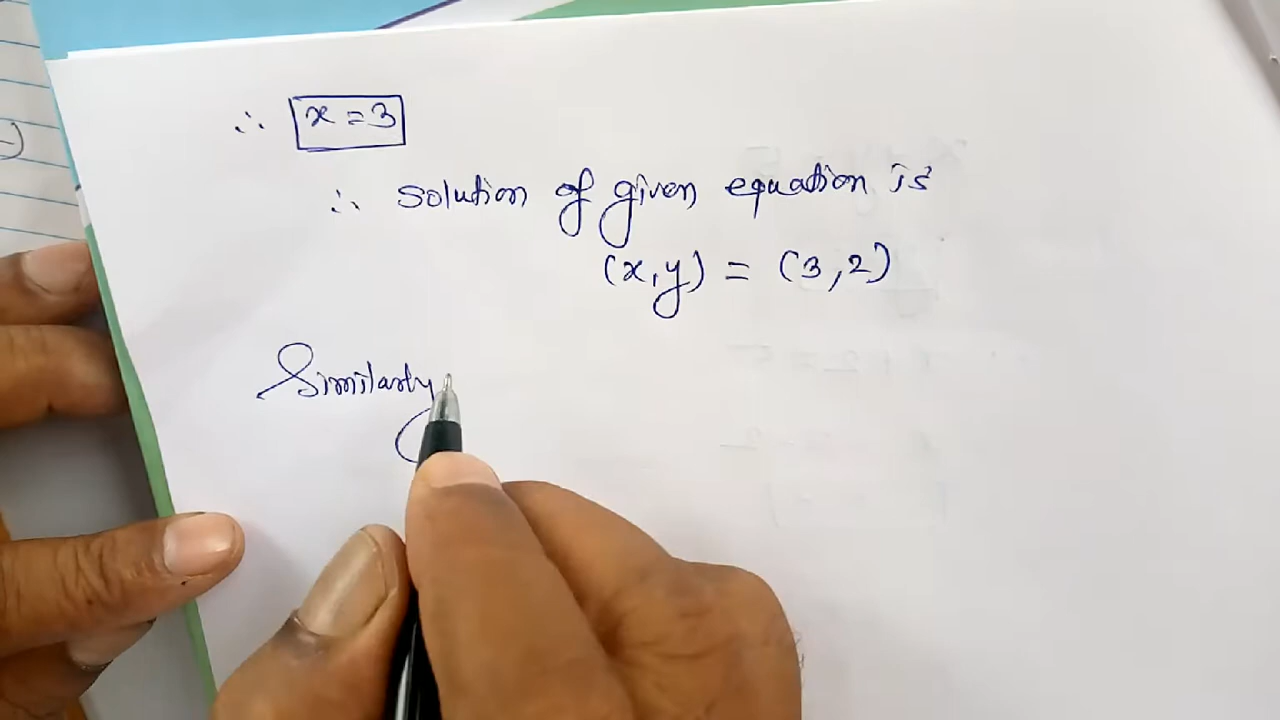 ∴ x = 3
∴ solution of given equation is
(x,y) = (3,2)
Similarly